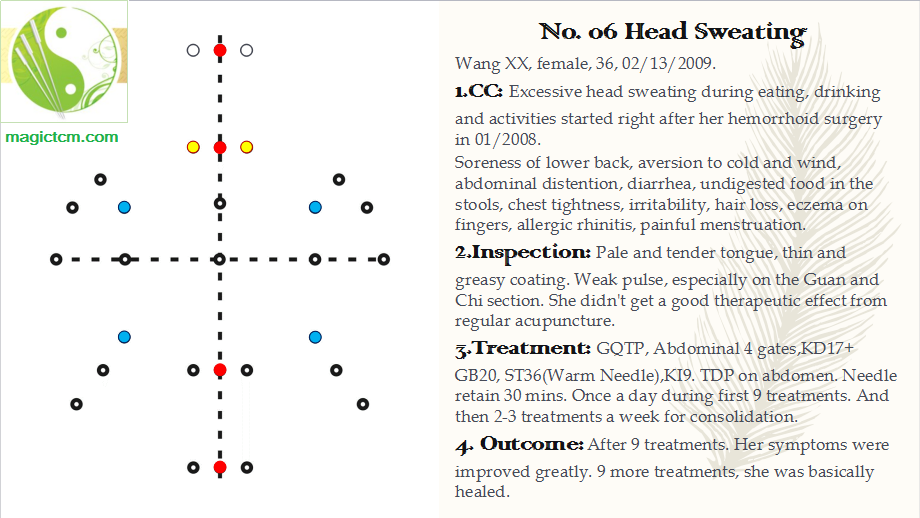 magictcm.com
No. 06 Head Sweating
Wang XX, female, 36, 02/13/2009.
1.CC: Excessive head sweating during eating, drinking
and activities started right after her hemorrhoid surgery
in 01/2008.
Soreness of lower back, aversion to cold and wind,
abdominal distention, diarrhea, undigested food in the
stools, chest tightness, irritability, hair loss, eczema on
fingers, allergic rhinitis, painful menstruation.
2.Inspection: Pale and tender tongue, thin and
greasy coating. Weak pulse, especially on the Guan and
Chi section. She didn't get a good therapeutic effect from
regular acupuncture.
3.Treatment: GQTP, Abdominal 4 gates,KD17+
GB20, ST36(Warm Needle),KI9. TDP on abdomen. Needle
retain 30 mins. Once a day during first 9 treatments. And
then 2-3 treatments a week for consolidation.
4. Outcome: After 9 treatments. Her symptoms were
improved greatly. 9 more treatments, she was basically
healed.